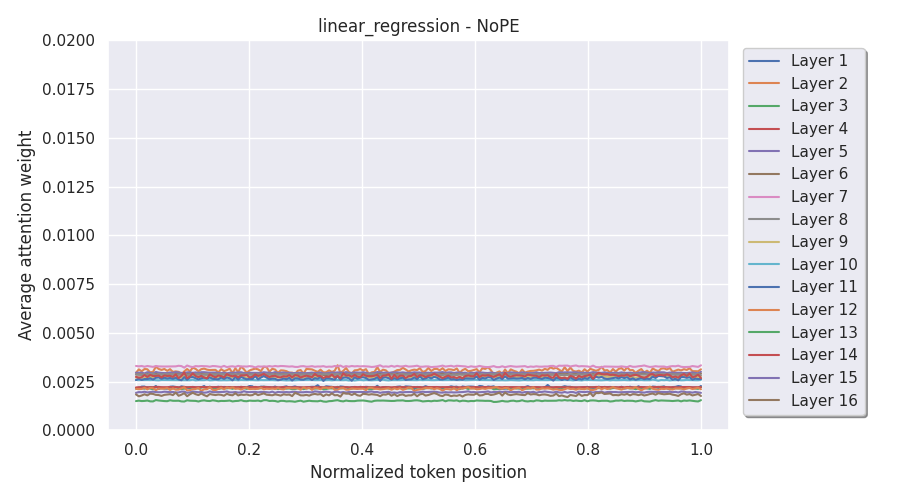 linear_regression - NoPE
0.0200
0.0175
0.0150
0.0125
0.0100
0.0075
0.0050
0.0025
0.0000
Average attention weight
0.0 0.2 0.4 0.6 0.8 1.0
Normalized token position
Layer 1
Layer 2
Layer 3
Layer 4
Layer 5
Layer 6
Layer 7
Layer 8
Layer 9
Layer 10
Layer 11
Layer 12
Layer 13
Layer 14
Layer 15
Layer 16